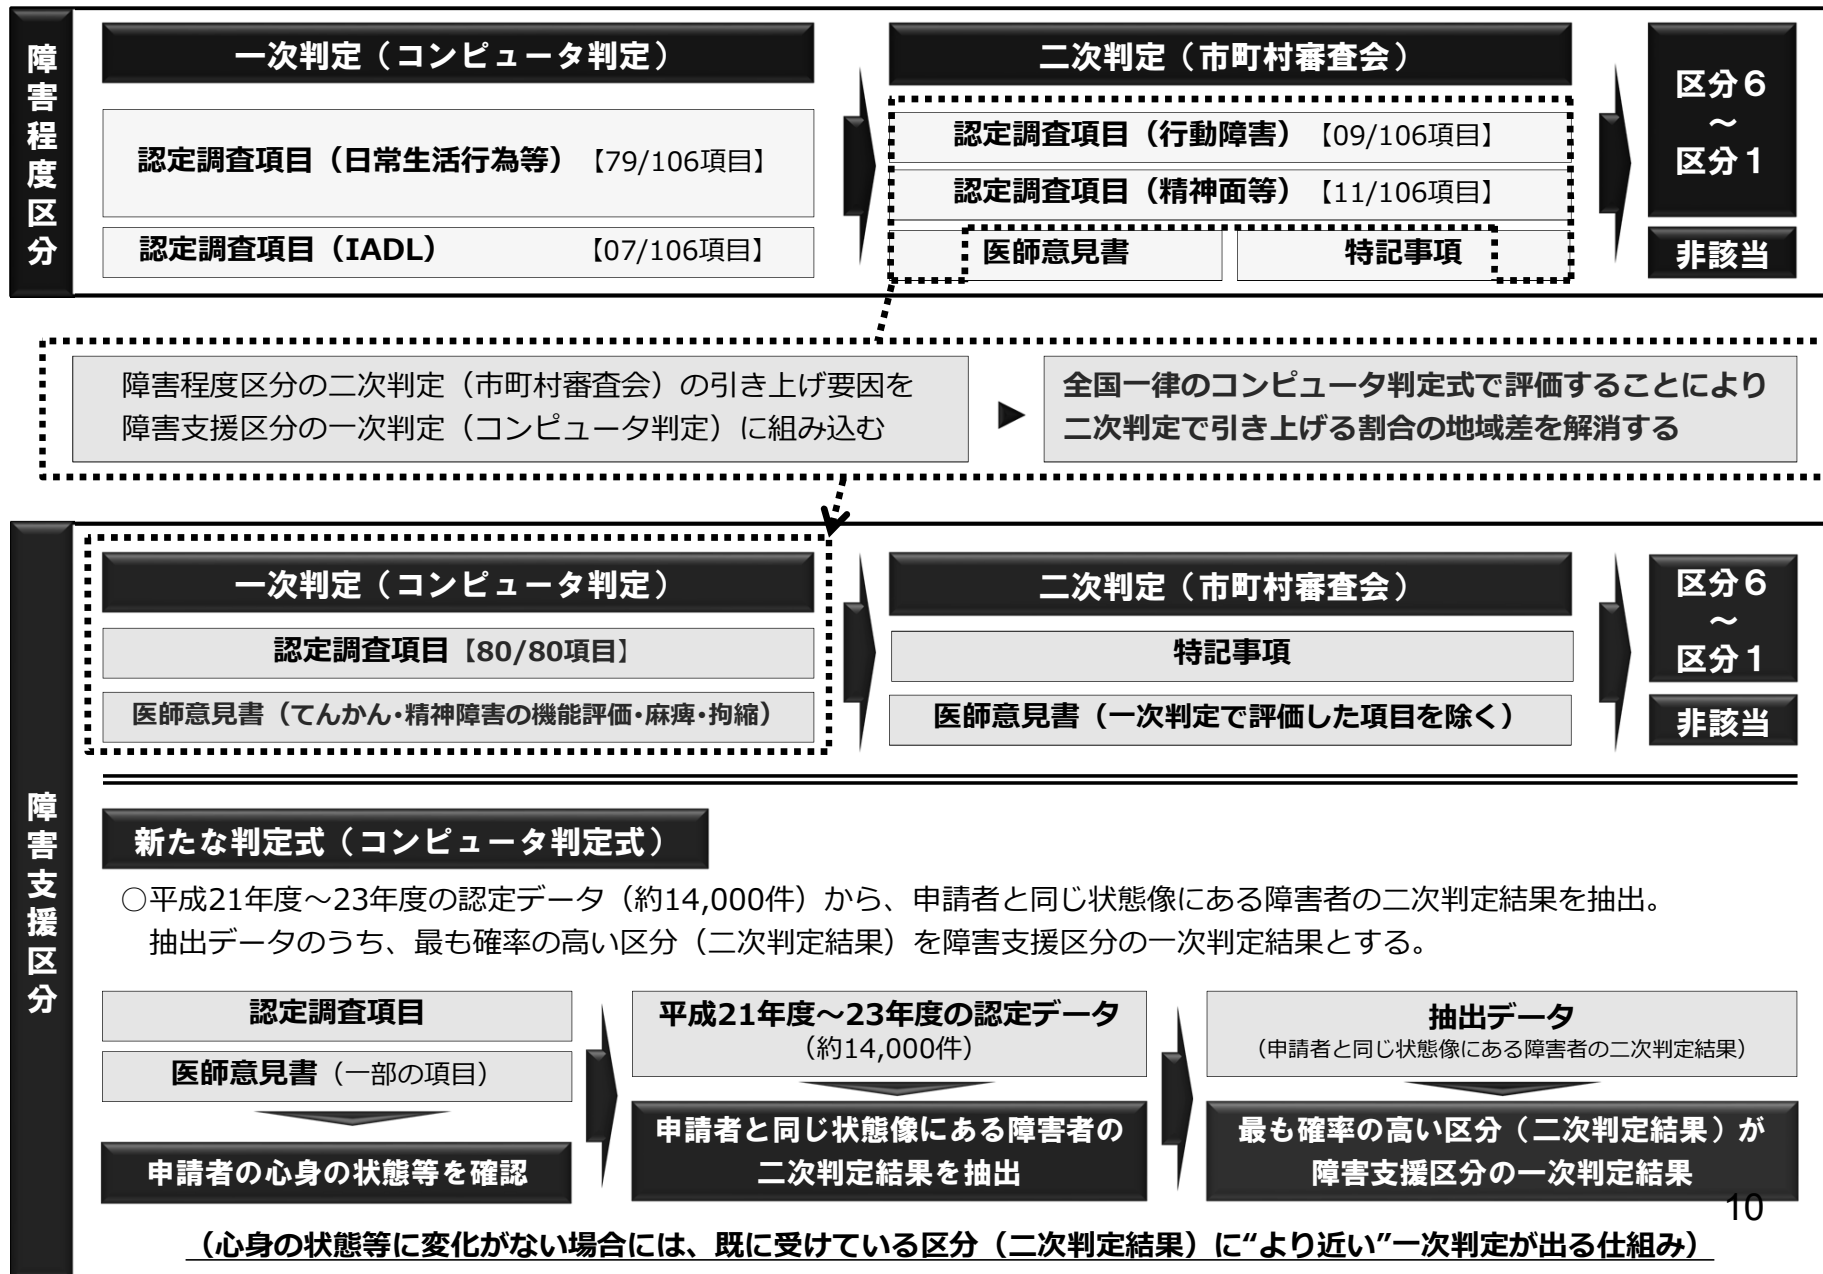 障害程度区分
一次判定（コンピュータ判定）
認定調査項目（日常生活行為等）【79/106項目】
認定調査項目（IADL）【07/106項目】
二次判定（市町村審査会）
認定調査項目（行動障害）【09/106項目】
認定調査項目（精神面等）【11/106項目】
医師意見書
特記事項
区分６
～
区分１
非該当
障害程度区分の二次判定（市町村審査会）の引き上げ要因を
障害支援区分の一次判定（コンピュータ判定）に組み込む
全国一律のコンピュータ判定式で評価することにより
二次判定で引き上げる割合の地域差を解消する
障害支援区分
一次判定（コンピュータ判定）
認定調査項目【80/80項目】
医師意見書（てんかん･精神障害の機能評価･麻痺･拘縮）
二次判定（市町村審査会）
特記事項
医師意見書（一次判定で評価した項目を除く）
区分６
～
区分１
非該当
新たな判定式（コンピュータ判定式）
○平成21年度～23年度の認定データ（約14,000件）から、申請者と同じ状態像にある障害者の二次判定結果を抽出。
抽出データのうち、最も確率の高い区分（二次判定結果）を障害支援区分の一次判定結果とする。
認定調査項目
医師意見書（一部の項目）
申請者の心身の状態等を確認
平成21年度～23年度の認定データ
（約14,000件）
申請者と同じ状態像にある障害者の
二次判定結果を抽出
抽出データ
（申請者と同じ状態像にある障害者の二次判定結果）
最も確率の高い区分（二次判定結果）が
障害支援区分の一次判定結果
10
（心身の状態等に変化がない場合には、既に受けている区分（二次判定結果）に“より近い”一次判定が出る仕組み）